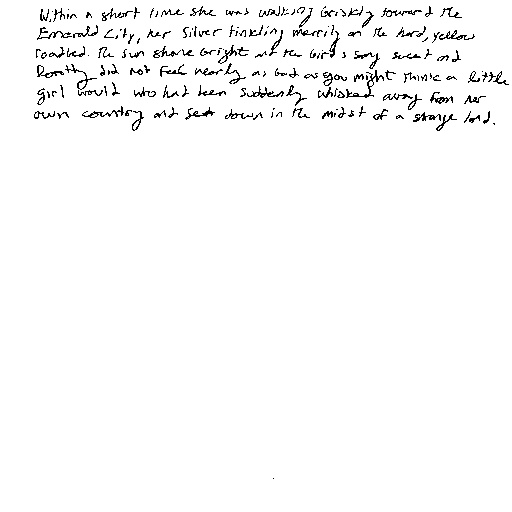 Within a short time she was walking briskly toward the
Emerald City, her silver tinkling merrily on the hard, yellow
roadbed. The sun shone bright and the birds sang sweet and
Dorothy did not feel nearly as bad as you might think a little
girl would who had been suddenly whisked away from her
own country and set down in the midst of a strange land.